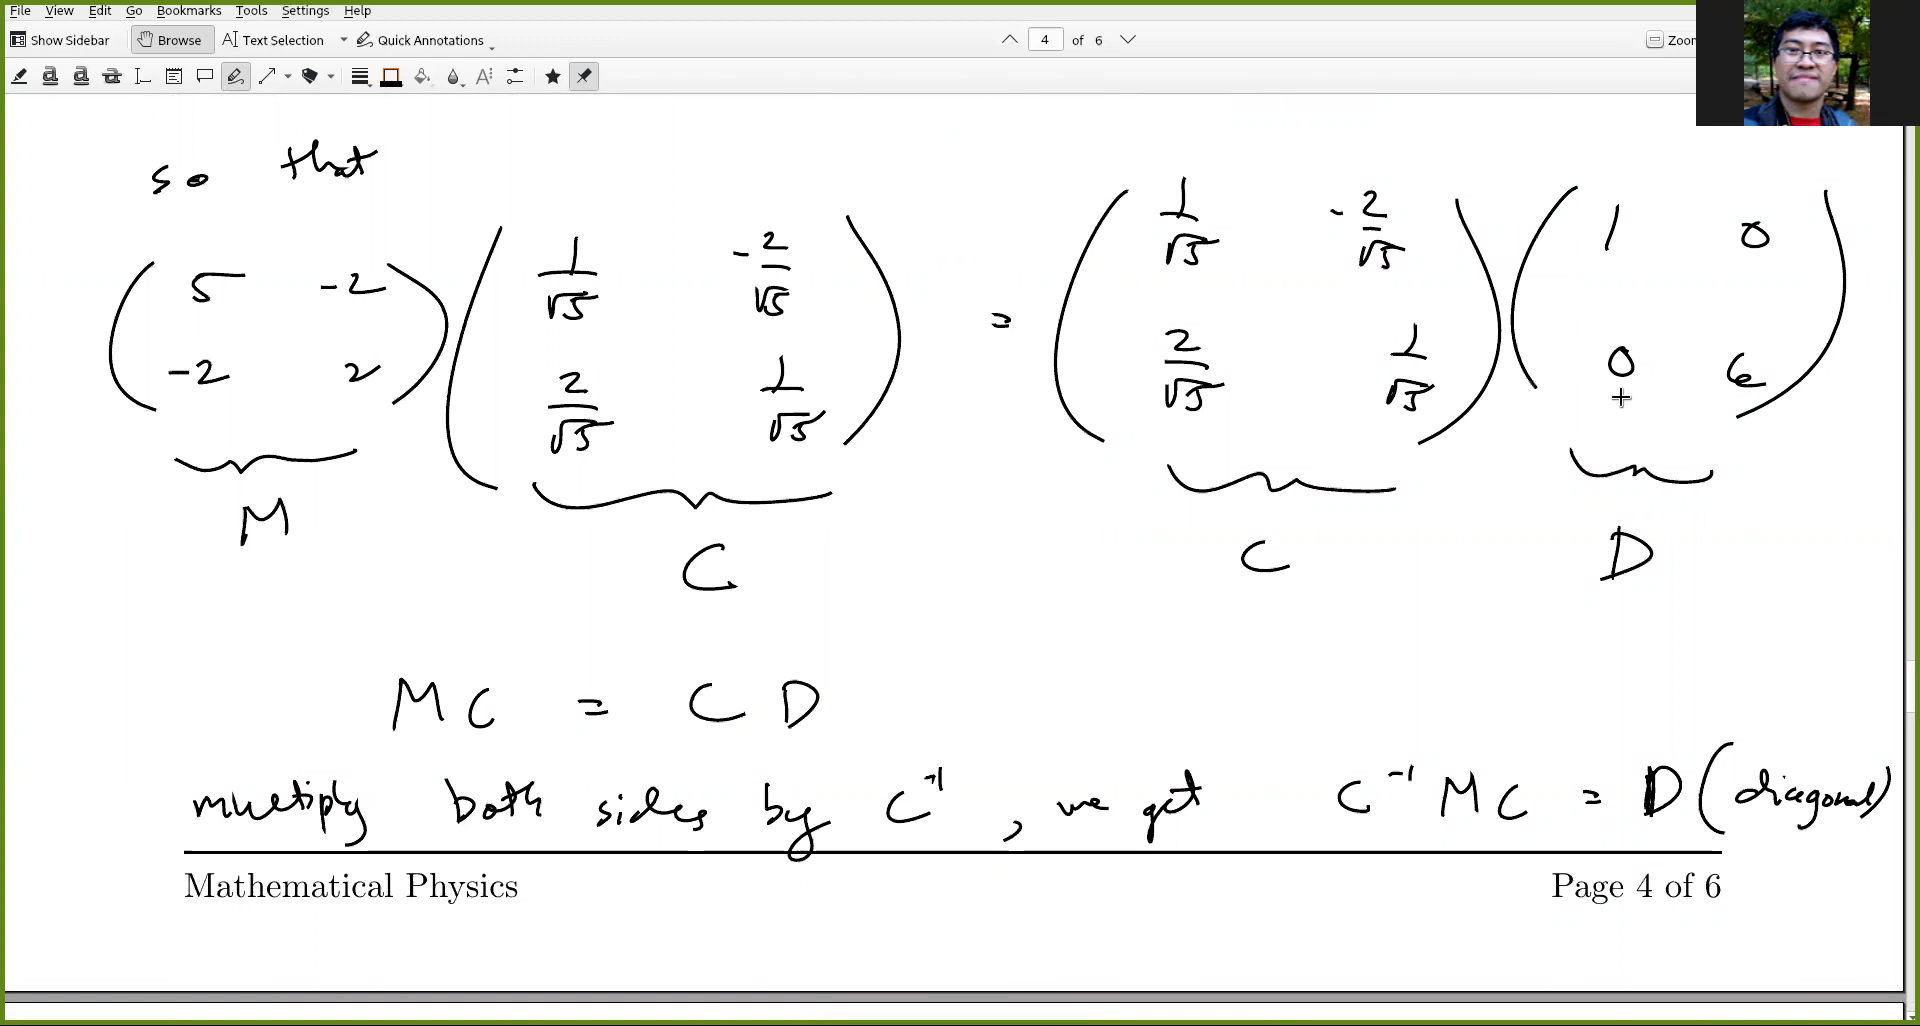 File View Edit Go Bookmarks Tools Settings Help
Show Sidebar Browse Text Selection Quick Annotations 4 of 6 Zoo
so that
( 5 -2 ) ( 1/√5 -2/√5 ) = ( 1/√5 -2/√5 ) ( 1 0 )
( -2 2 ) ( 2/√5 1/√5 ) ( 2/√5 1/√5 ) ( 0 6 )
M C C D
MC = CD
multiply both sides by C⁻¹, we get C⁻¹ M C = D (diagonal)
Mathematical Physics Page 4 of 6